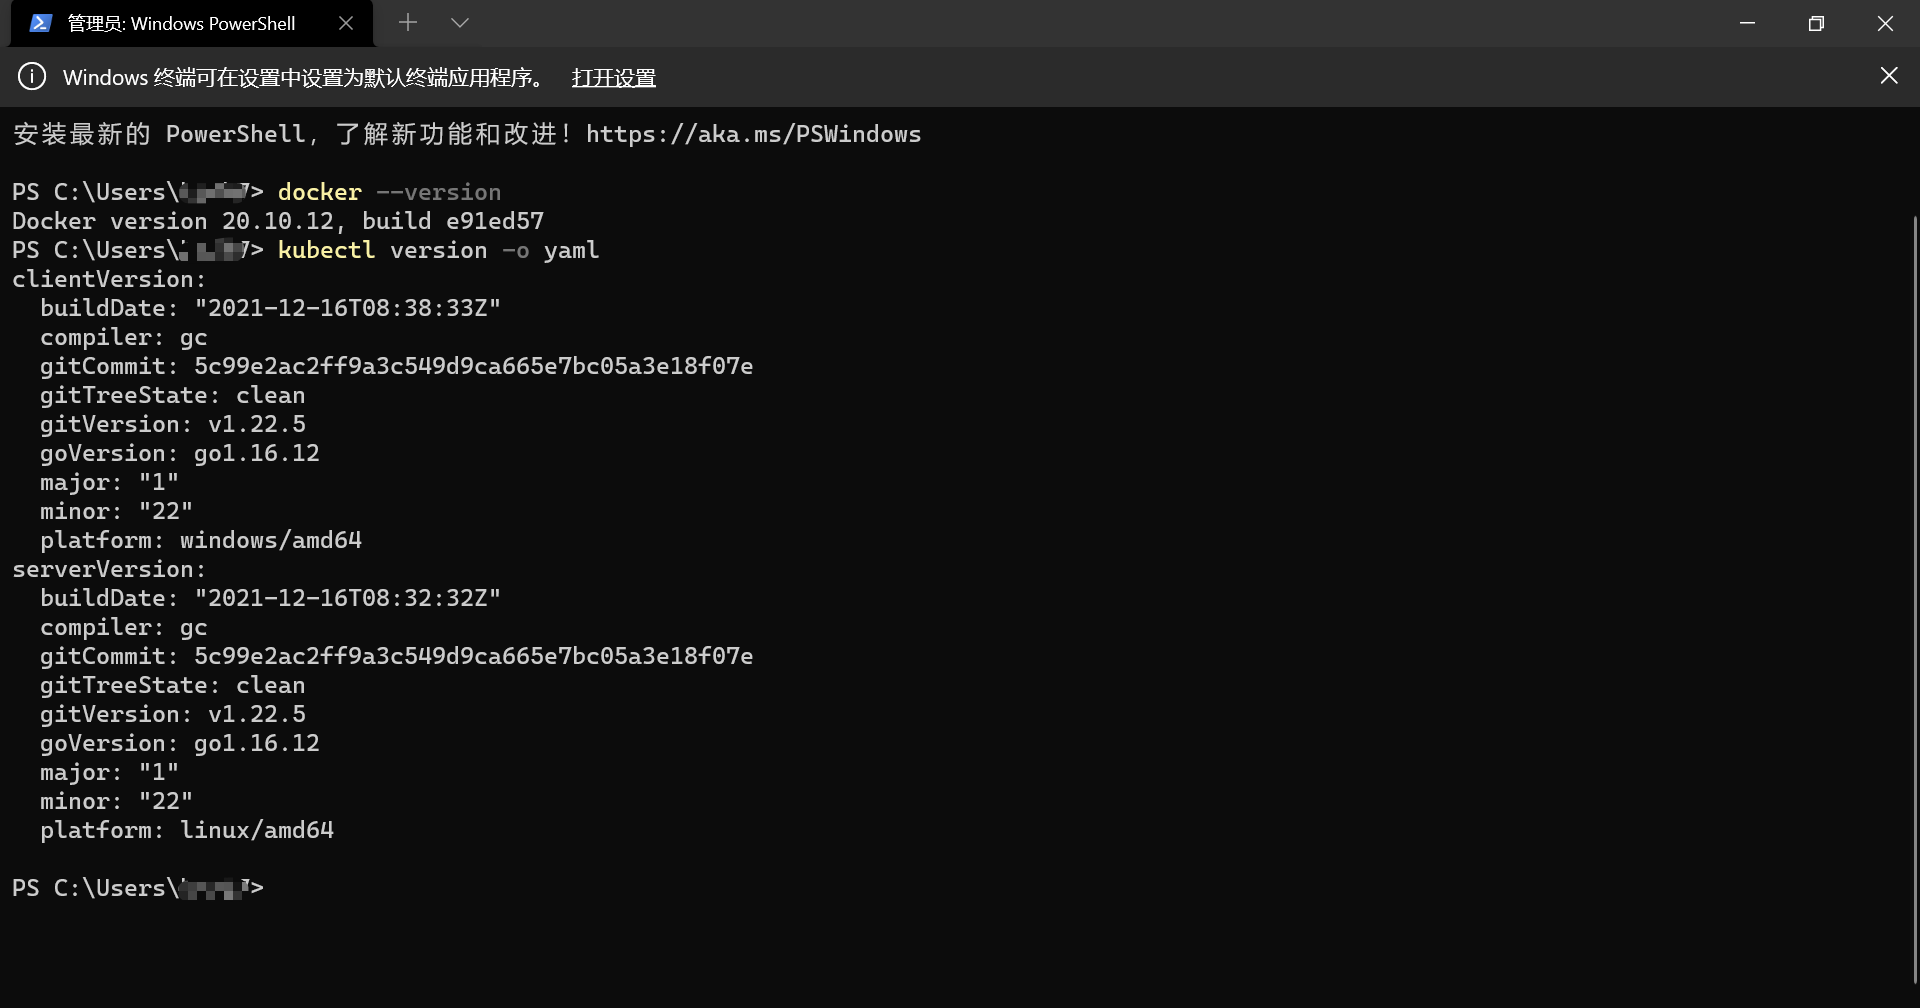 管理员: Windows PowerShell
Windows 终端可在设置中设置为默认终端应用程序。 打开设置
安装最新的 PowerShell，了解新功能和改进！https://aka.ms/PSWindows
PS C:\Users\ > docker --version
Docker version 20.10.12, build e91ed57
PS C:\Users\ > kubectl version -o yaml
clientVersion:
  buildDate: "2021-12-16T08:38:33Z"
  compiler: gc
  gitCommit: 5c99e2ac2ff9a3c549d9ca665e7bc05a3e18f07e
  gitTreeState: clean
  gitVersion: v1.22.5
  goVersion: go1.16.12
  major: "1"
  minor: "22"
  platform: windows/amd64
serverVersion:
  buildDate: "2021-12-16T08:32:32Z"
  compiler: gc
  gitCommit: 5c99e2ac2ff9a3c549d9ca665e7bc05a3e18f07e
  gitTreeState: clean
  gitVersion: v1.22.5
  goVersion: go1.16.12
  major: "1"
  minor: "22"
  platform: linux/amd64
PS C:\Users\ >